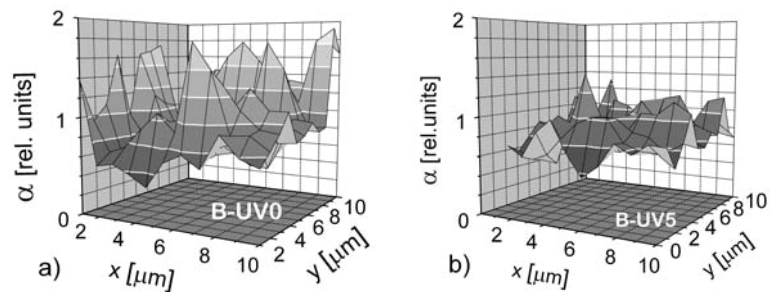 2
1
0
α [rel. units]
2 4 6 8 10
x [μm]
2 4 6 8 10
y [μm]
B-UV0
a)
2
1
0
α [rel. units]
2 4 6 8 10
x [μm]
0 2 4 6 8 10
y [μm]
B-UV5
b)